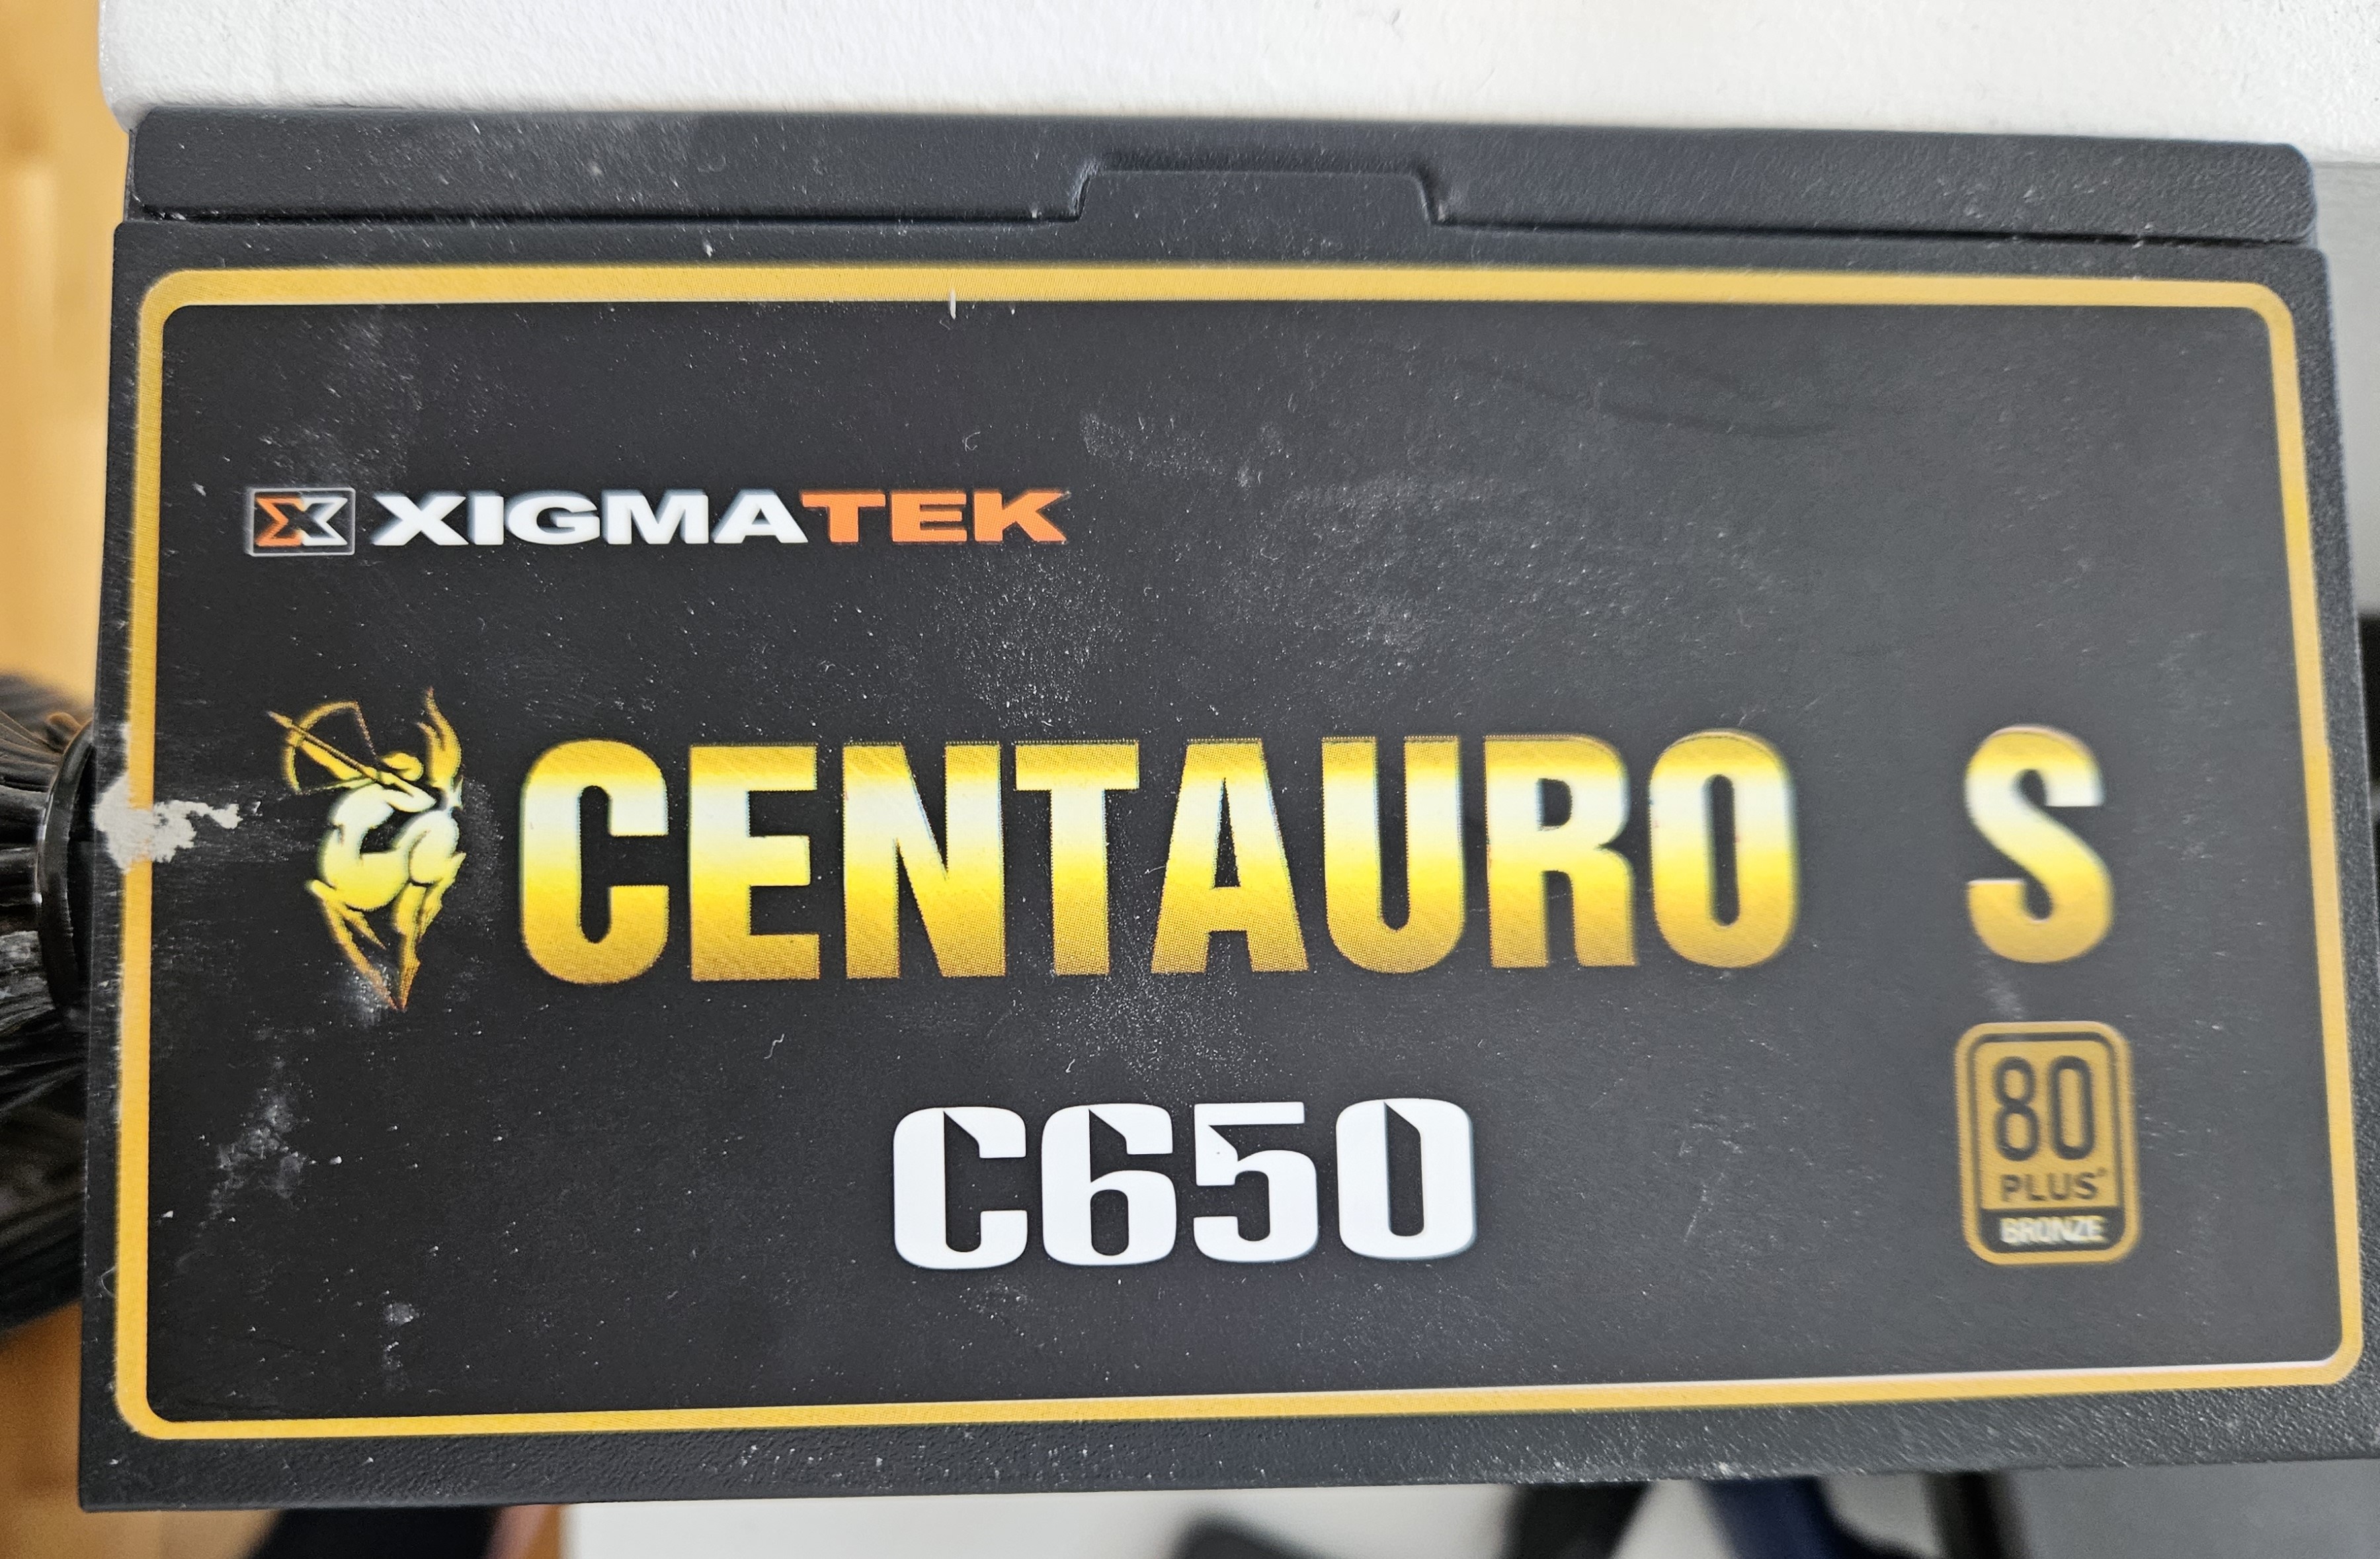 XIGMATEK
CENTAURO S
C650
80
PLUS®
BRONZE